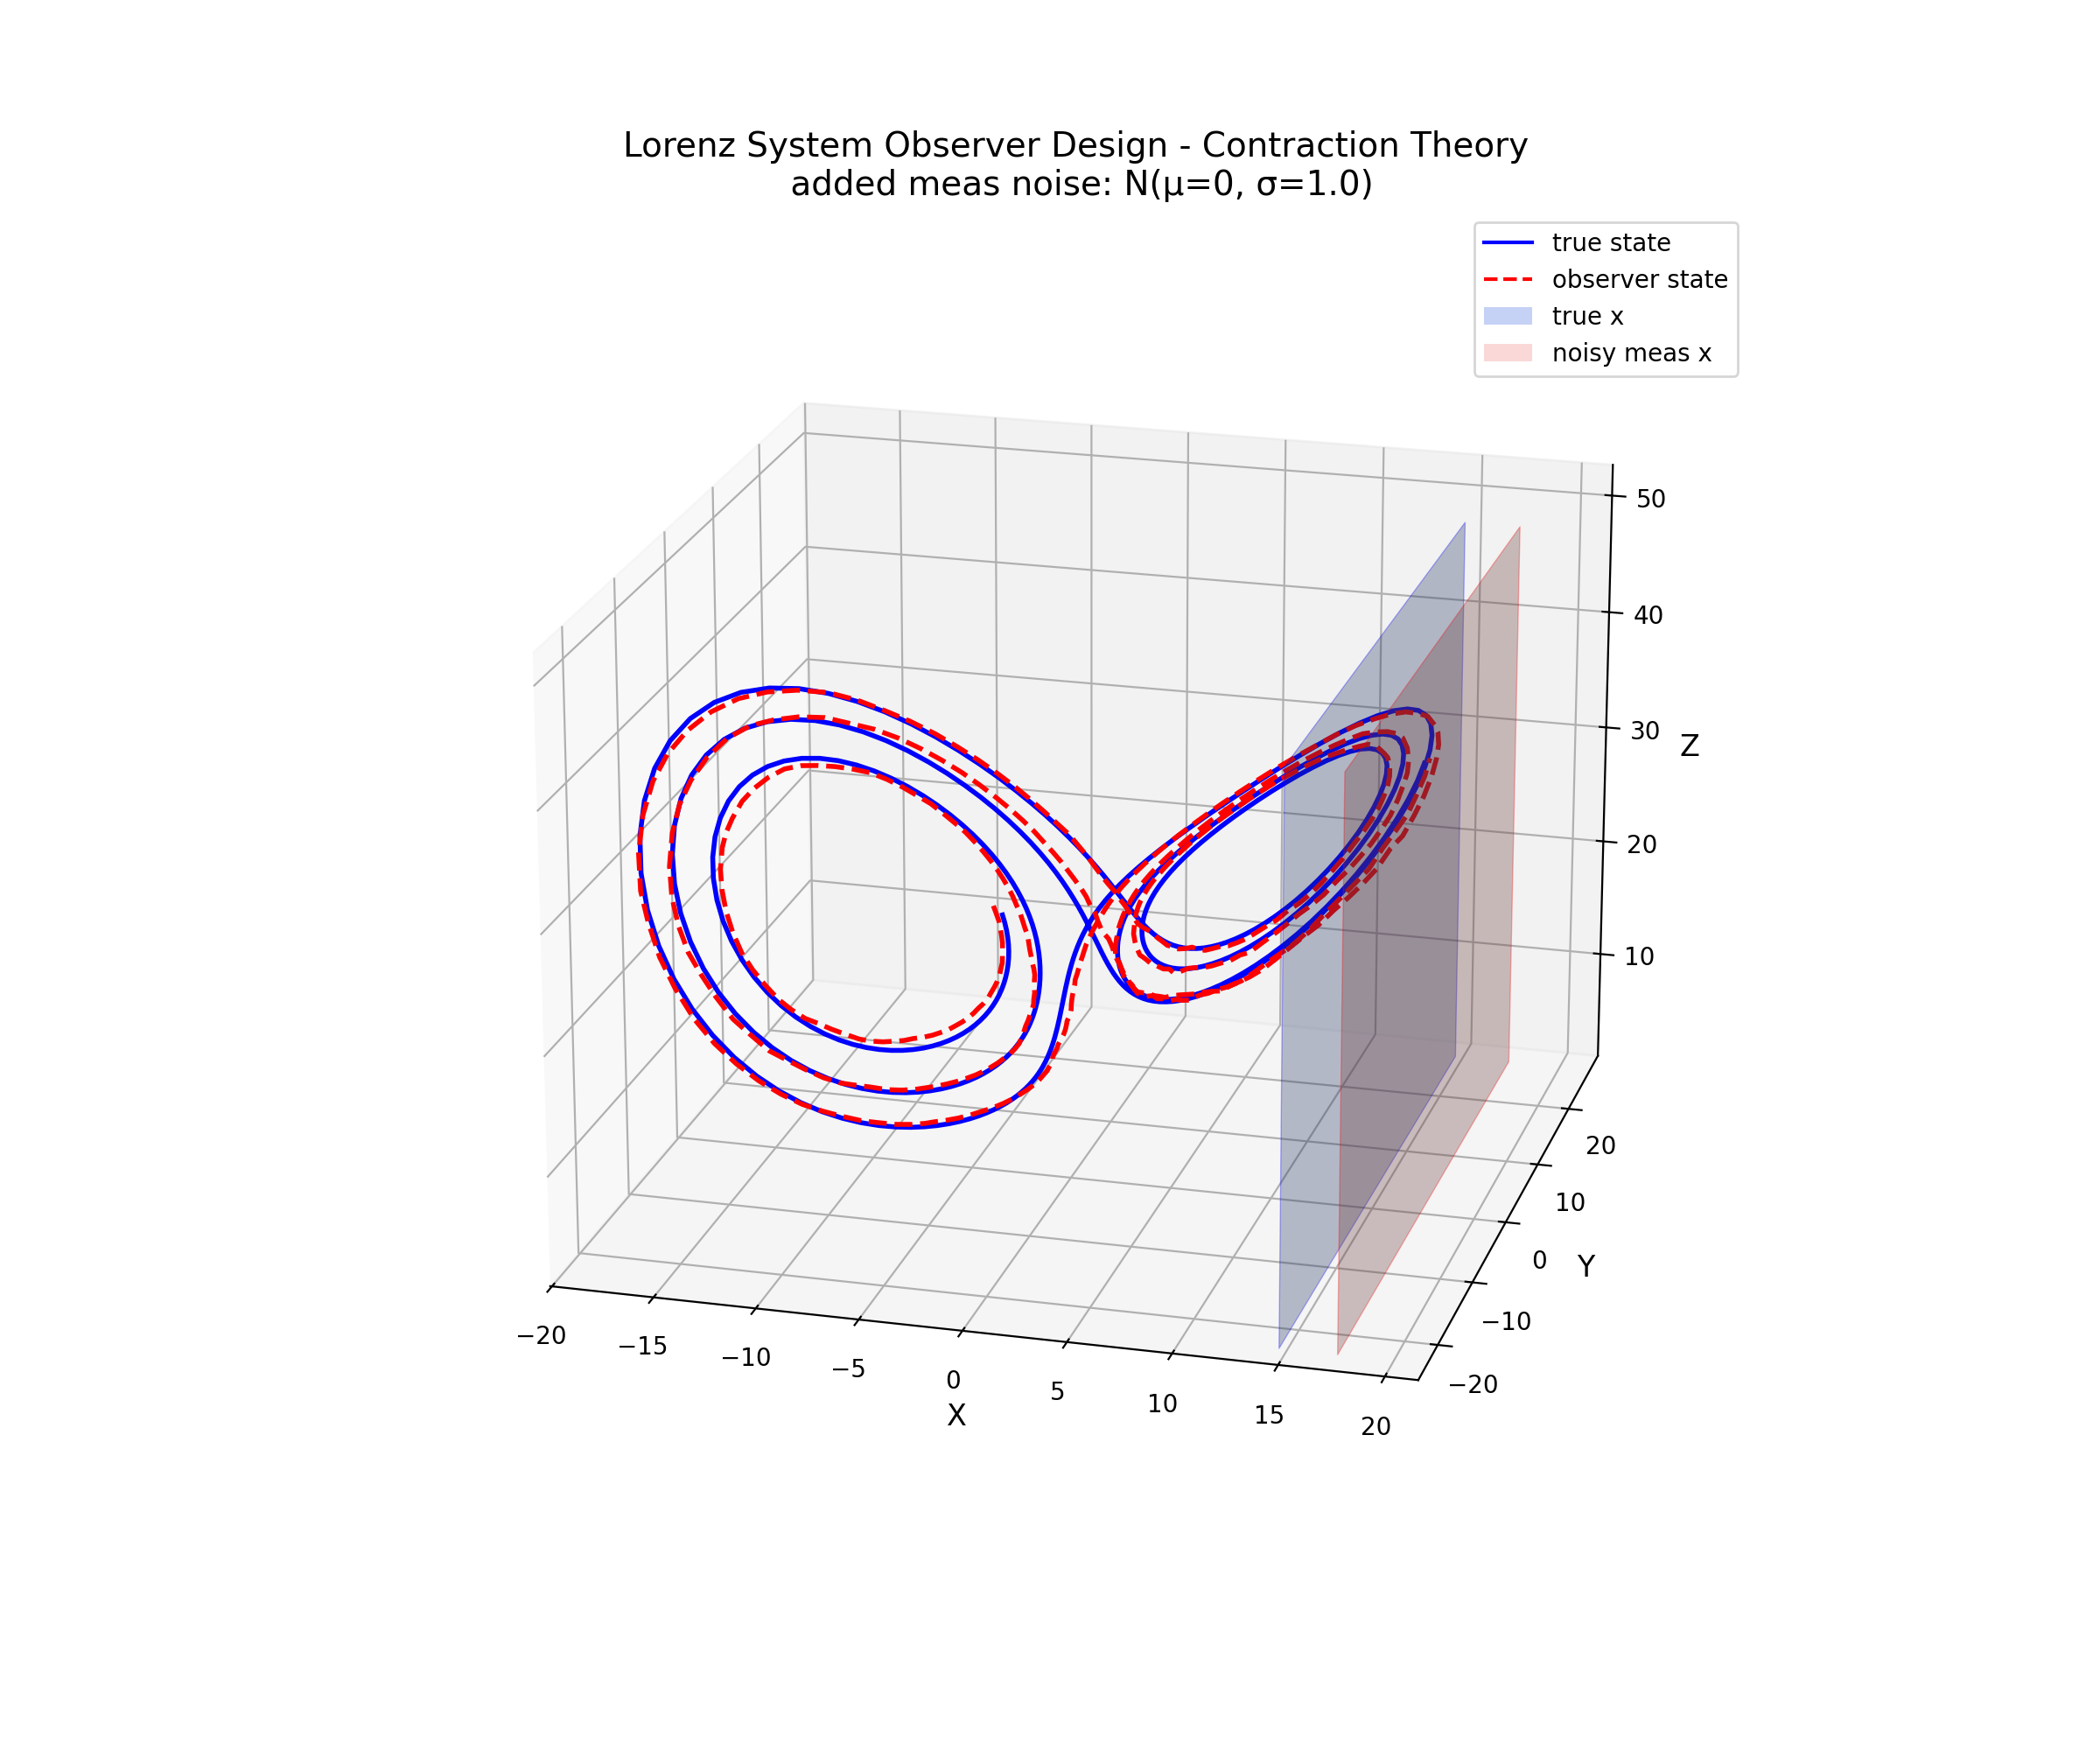 Lorenz System Observer Design - Contraction Theory
added meas noise: N(μ=0, σ=1.0)
true state
observer state
true x
noisy meas x
50
40
30
20
10
Z
20
10
0
−10
−20
Y
−20
−15
−10
−5
0
5
10
15
20
X